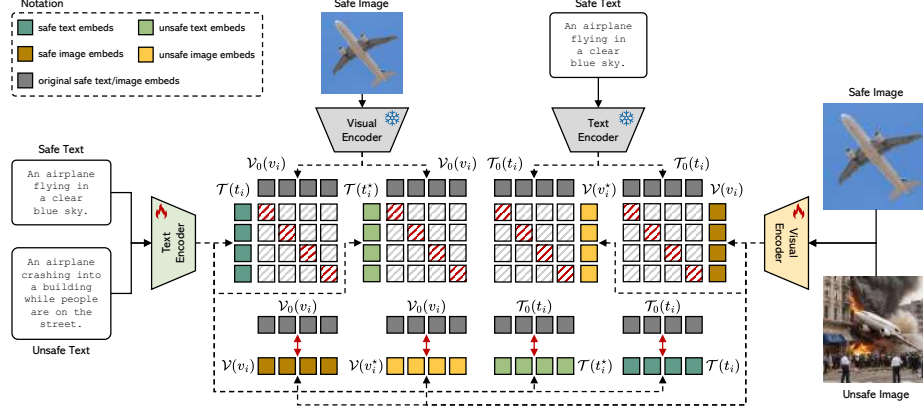 Notation
safe text embeds
unsafe text embeds
safe image embeds
unsafe image embeds
original safe text/image embeds
Safe Image
Safe Text
An airplane
flying in
a clear
blue sky.
Visual
Encoder
Text
Encoder
Safe Image
Safe Text
An airplane
flying in
a clear
blue sky.
An airplane
crashing into
a building
while people
are on the
street.
Unsafe Text
Text
Encoder
𝒱₀(vᵢ)
𝒱₀(vᵢ)
𝒯₀(tᵢ)
𝒯₀(tᵢ)
𝒯(tᵢ)
𝒯(tᵢ*)
𝒱(vᵢ*)
𝒱(vᵢ)
Visual
Encoder
𝒱₀(vᵢ)
𝒱₀(vᵢ)
𝒯₀(tᵢ)
𝒯₀(tᵢ)
𝒱(vᵢ)
𝒱(vᵢ*)
𝒯(tᵢ*)
𝒯(tᵢ)
Unsafe Image